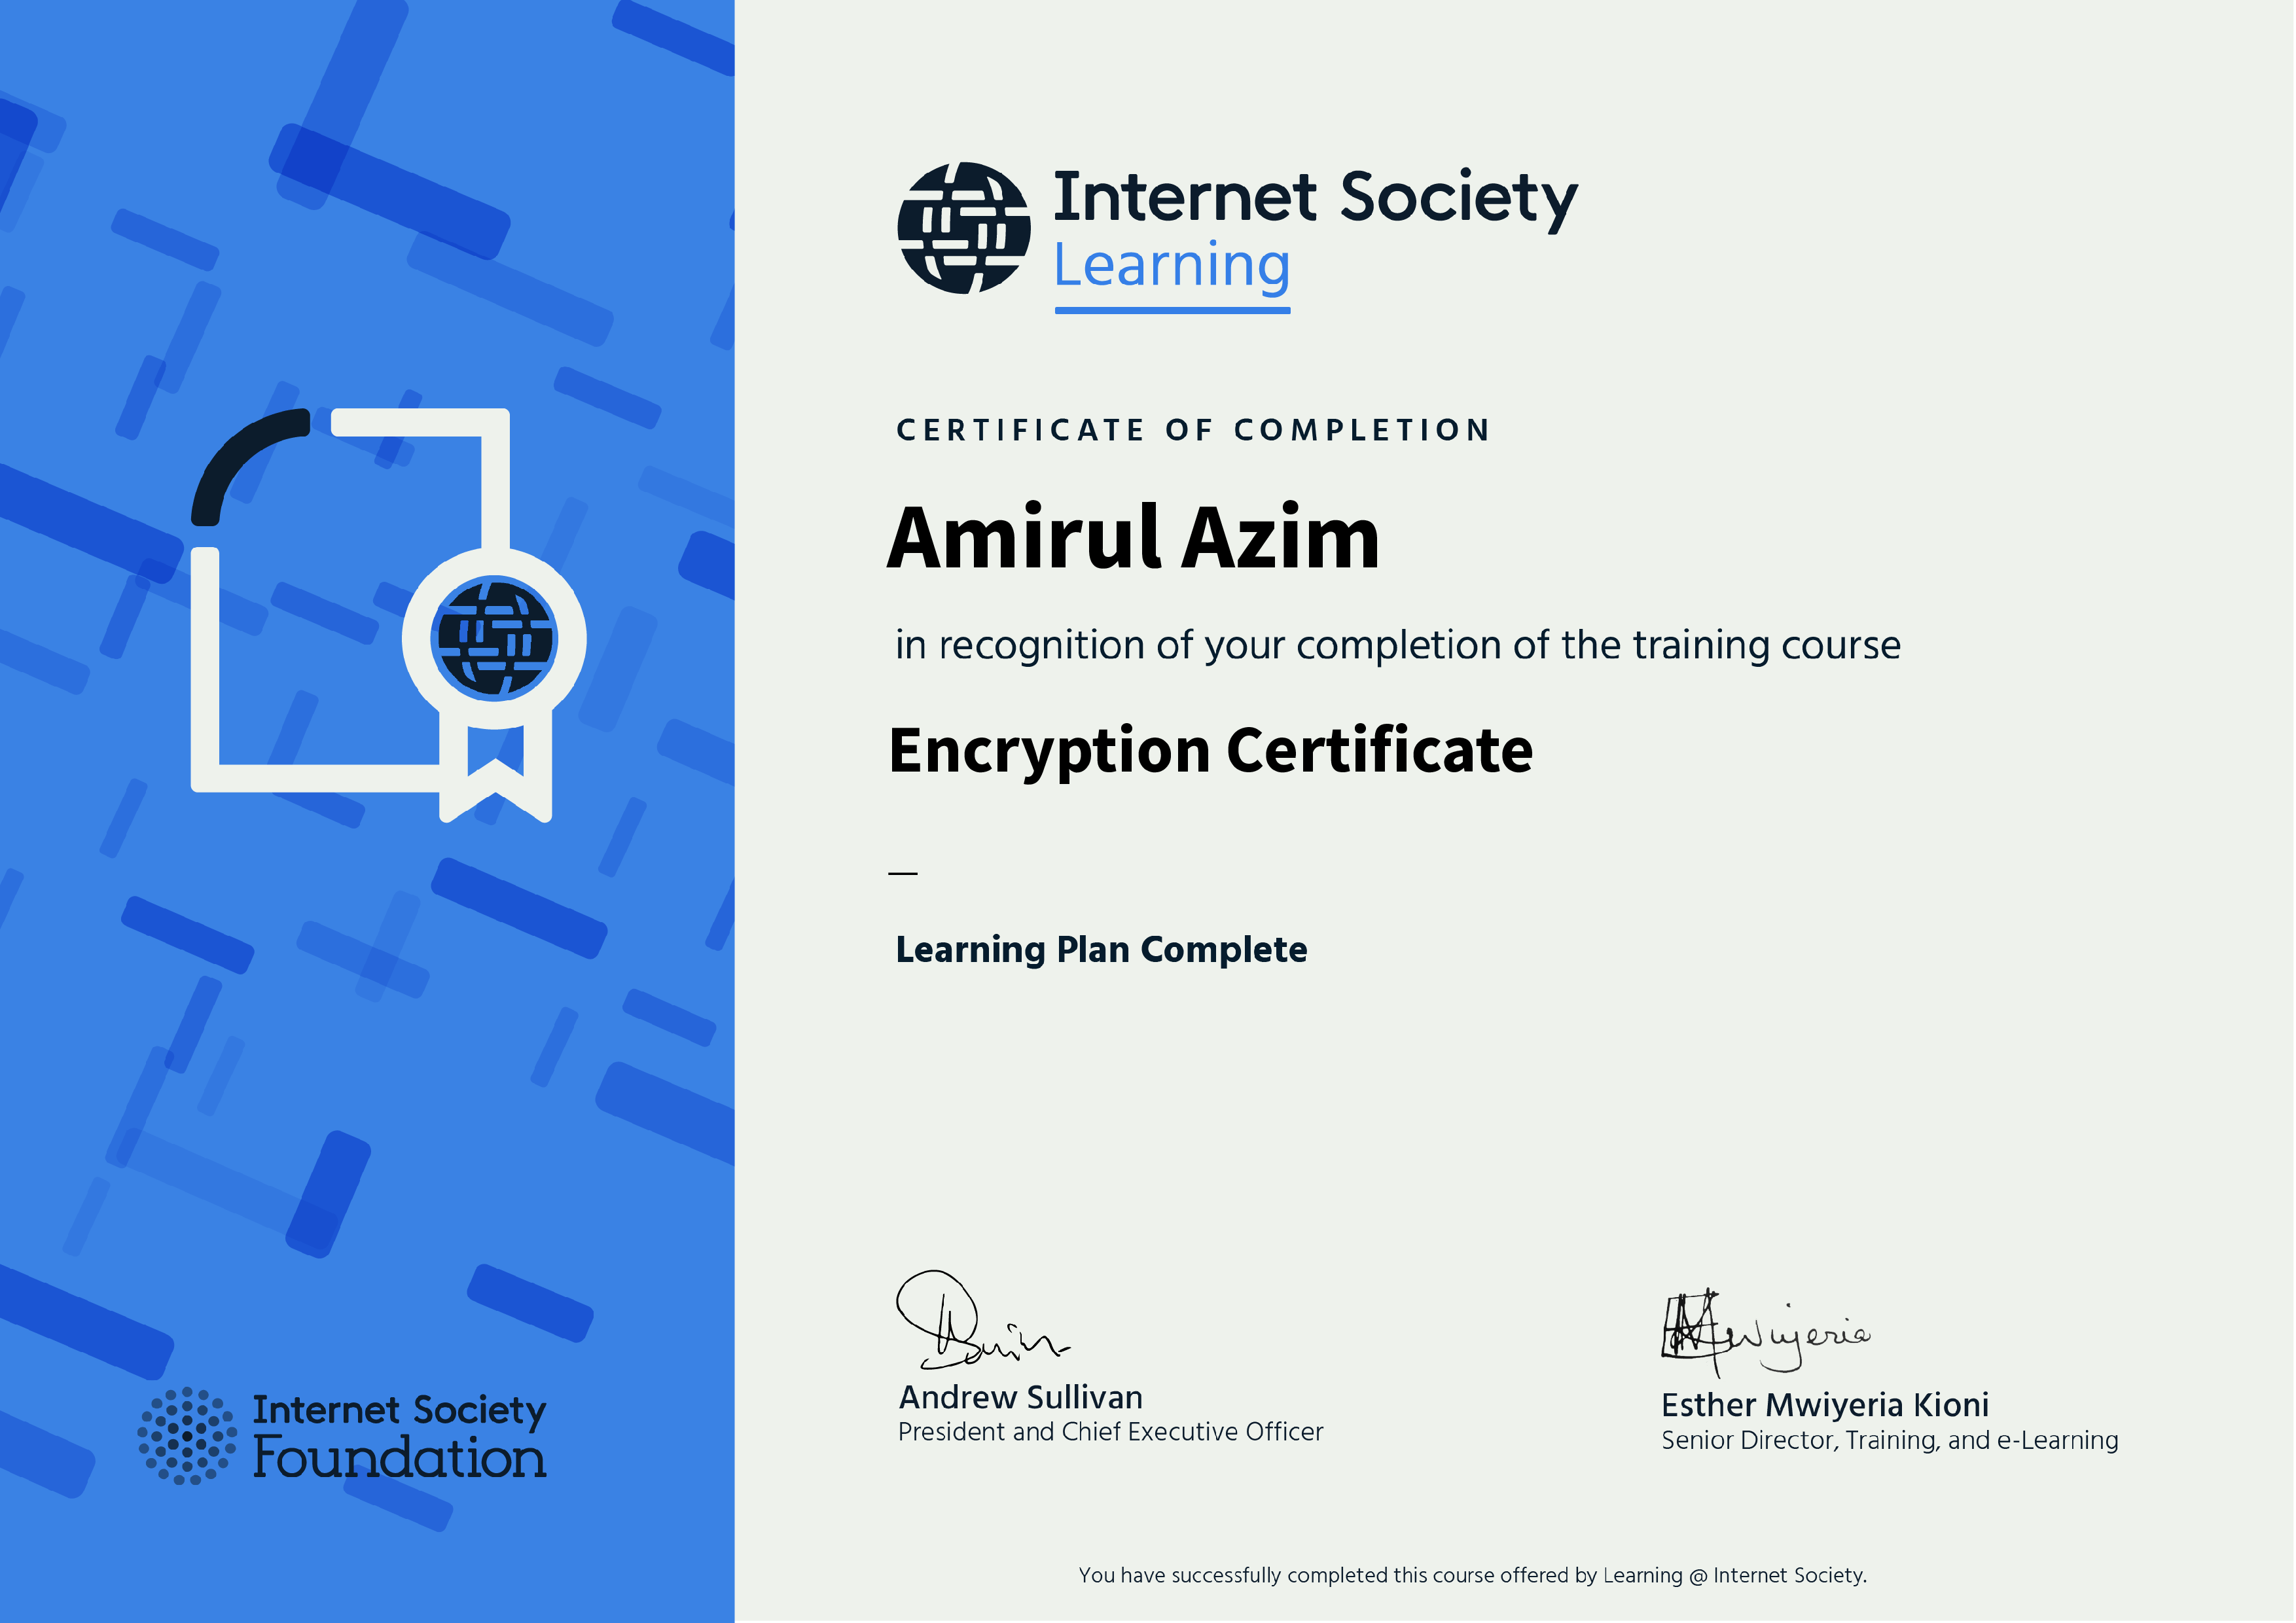 Internet Society
Learning
CERTIFICATE OF COMPLETION
Amirul Azim
in recognition of your completion of the training course
Encryption Certificate
—
Learning Plan Complete
Andrew Sullivan
President and Chief Executive Officer
Esther Mwiyeria Kioni
Senior Director, Training, and e-Learning
Internet Society
Foundation
You have successfully completed this course offered by Learning @ Internet Society.